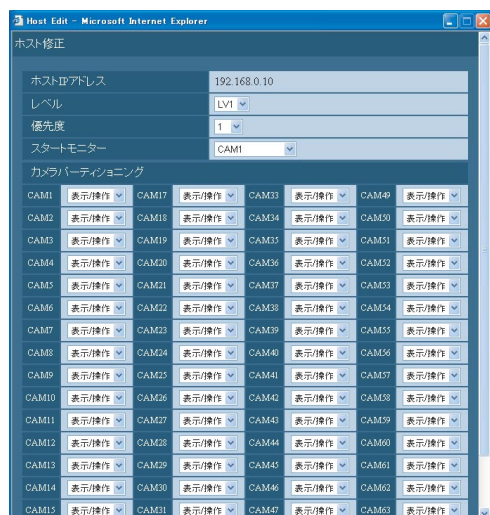 Host Edit - Microsoft Internet Explorer
ホスト修正
ホストIPアドレス 192.168.0.10
レベル LV1
優先度 1
スタートモニター CAM1
カメラパーティショニング
CAM1 表示/操作 CAM17 表示/操作 CAM33 表示/操作 CAM49 表示/操作
CAM2 表示/操作 CAM18 表示/操作 CAM34 表示/操作 CAM50 表示/操作
CAM3 表示/操作 CAM19 表示/操作 CAM35 表示/操作 CAM51 表示/操作
CAM4 表示/操作 CAM20 表示/操作 CAM36 表示/操作 CAM52 表示/操作
CAM5 表示/操作 CAM21 表示/操作 CAM37 表示/操作 CAM53 表示/操作
CAM6 表示/操作 CAM22 表示/操作 CAM38 表示/操作 CAM54 表示/操作
CAM7 表示/操作 CAM23 表示/操作 CAM39 表示/操作 CAM55 表示/操作
CAM8 表示/操作 CAM24 表示/操作 CAM40 表示/操作 CAM56 表示/操作
CAM9 表示/操作 CAM25 表示/操作 CAM41 表示/操作 CAM57 表示/操作
CAM10 表示/操作 CAM26 表示/操作 CAM42 表示/操作 CAM58 表示/操作
CAM11 表示/操作 CAM27 表示/操作 CAM43 表示/操作 CAM59 表示/操作
CAM12 表示/操作 CAM28 表示/操作 CAM44 表示/操作 CAM60 表示/操作
CAM13 表示/操作 CAM29 表示/操作 CAM45 表示/操作 CAM61 表示/操作
CAM14 表示/操作 CAM30 表示/操作 CAM46 表示/操作 CAM62 表示/操作
CAM15 表示/操作 CAM31 表示/操作 CAM47 表示/操作 CAM63 表示/操作